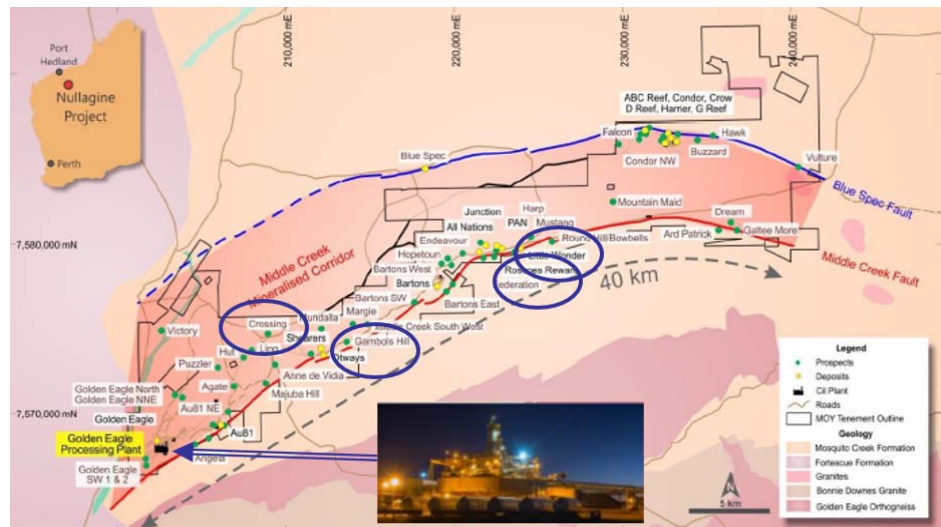 Port
Hedland
Nullagine
Project
Perth
210,000 mE
220,000 mE
230,000 mE
240,000 mE
7,580,000 mN
7,570,000 mN
ABC Reef, Condor, Crow
D Reef, Harrier, G Reef
Falcon
Hawk
Condor NW
Buzzard
Vulture
Blue Spec
Blue Spec Fault
Mountain Maid
Dream
Ard Patrick
Galtee More
Middle Creek Fault
Middle Creek
Mineralised Corridor
Junction
Harp
All Nations
PAN
Mustang
Endeavour
Round Hill
Bowbells
Hopetoun
Little Wonder
Bartons West
Roscoes Reward
Bartons
ederation
40 km
Bartons SW
Bartons East
Crossing
Margie
Middle Creek South West
Victory
Shearers
Gambols Hill
Hut
Otways
Puzzler
Anne de Vidia
Golden Eagle North
Agate
Majuba Hill
Golden Eagle NNE
Au81 NE
Golden Eagle
Au81
Golden Eagle
Processing Plant
Angela
Golden Eagle
SW 1 & 2
N
5 km
Legend
Prospects
Deposits
Cil Plant
Roads
MOY Tenement Outline
Geology
Mosquito Creek Formation
Fortescue Formation
Granites
Bonnie Downes Granite
Golden Eagle Orthogneiss